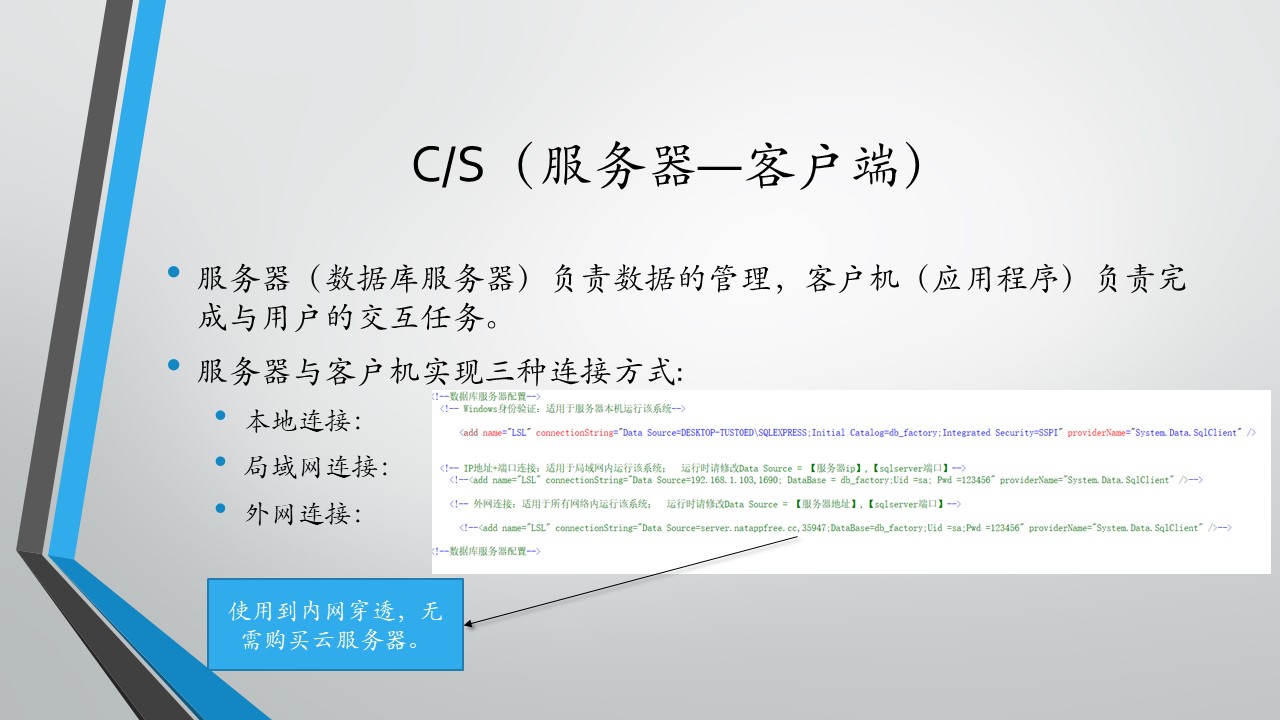 C/S（服务器—客户端）
服务器（数据库服务器）负责数据的管理，客户机（应用程序）负责完
成与用户的交互任务。
服务器与客户机实现三种连接方式:
本地连接：
局域网连接：
外网连接：
<!--数据库服务器配置-->
<!-- Windows身份验证：适用于服务器本机运行该系统-->
<add name="LSL" connectionString="Data Source=DESKTOP-TUSTOED\SQLEXPRESS;Initial Catalog=db_factory;Integrated Security=SSPI" providerName="System.Data.SqlClient" />
<!-- IP地址+端口连接：适用于局域网内运行该系统； 运行时请修改Data Source = 【服务器ip】,【sqlserver端口】-->
<!--<add name="LSL" connectionString="Data Source=192.168.1.103,1690; DataBase = db_factory;Uid =sa; Pwd =123456" providerName="System.Data.SqlClient" />-->
<!-- 外网连接：适用于所有网络内运行该系统； 运行时请修改Data Source = 【服务器地址】,【sqlserver端口】-->
<!--<add name="LSL" connectionString="Data Source=server.natappfree.cc,35947;DataBase=db_factory;Uid =sa;Pwd =123456" providerName="System.Data.SqlClient" />-->
<!--数据库服务器配置-->
使用到内网穿透，无
需购买云服务器。